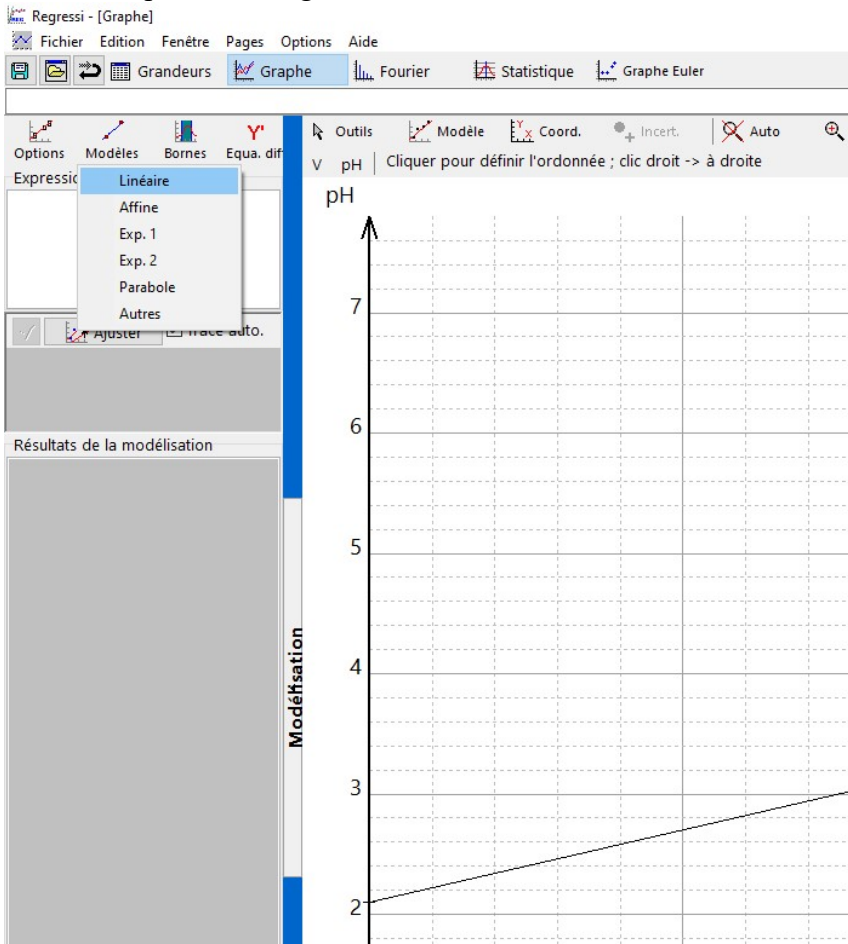 Regressi - [Graphe]
Fichier Edition Fenêtre Pages Options Aide
Grandeurs Graphe Fourier Statistique Graphe Euler
Options Modèles Bornes Equa. dif
Outils Modèle Coord. Incert. Auto
V pH Cliquer pour définir l'ordonnée ; clic droit -> à droite
Expressio
Linéaire
Affine
Exp. 1
Exp. 2
Parabole
Autres
Ajuster Tracé auto.
Résultats de la modélisation
Modélisation
pH
7
6
5
4
3
2